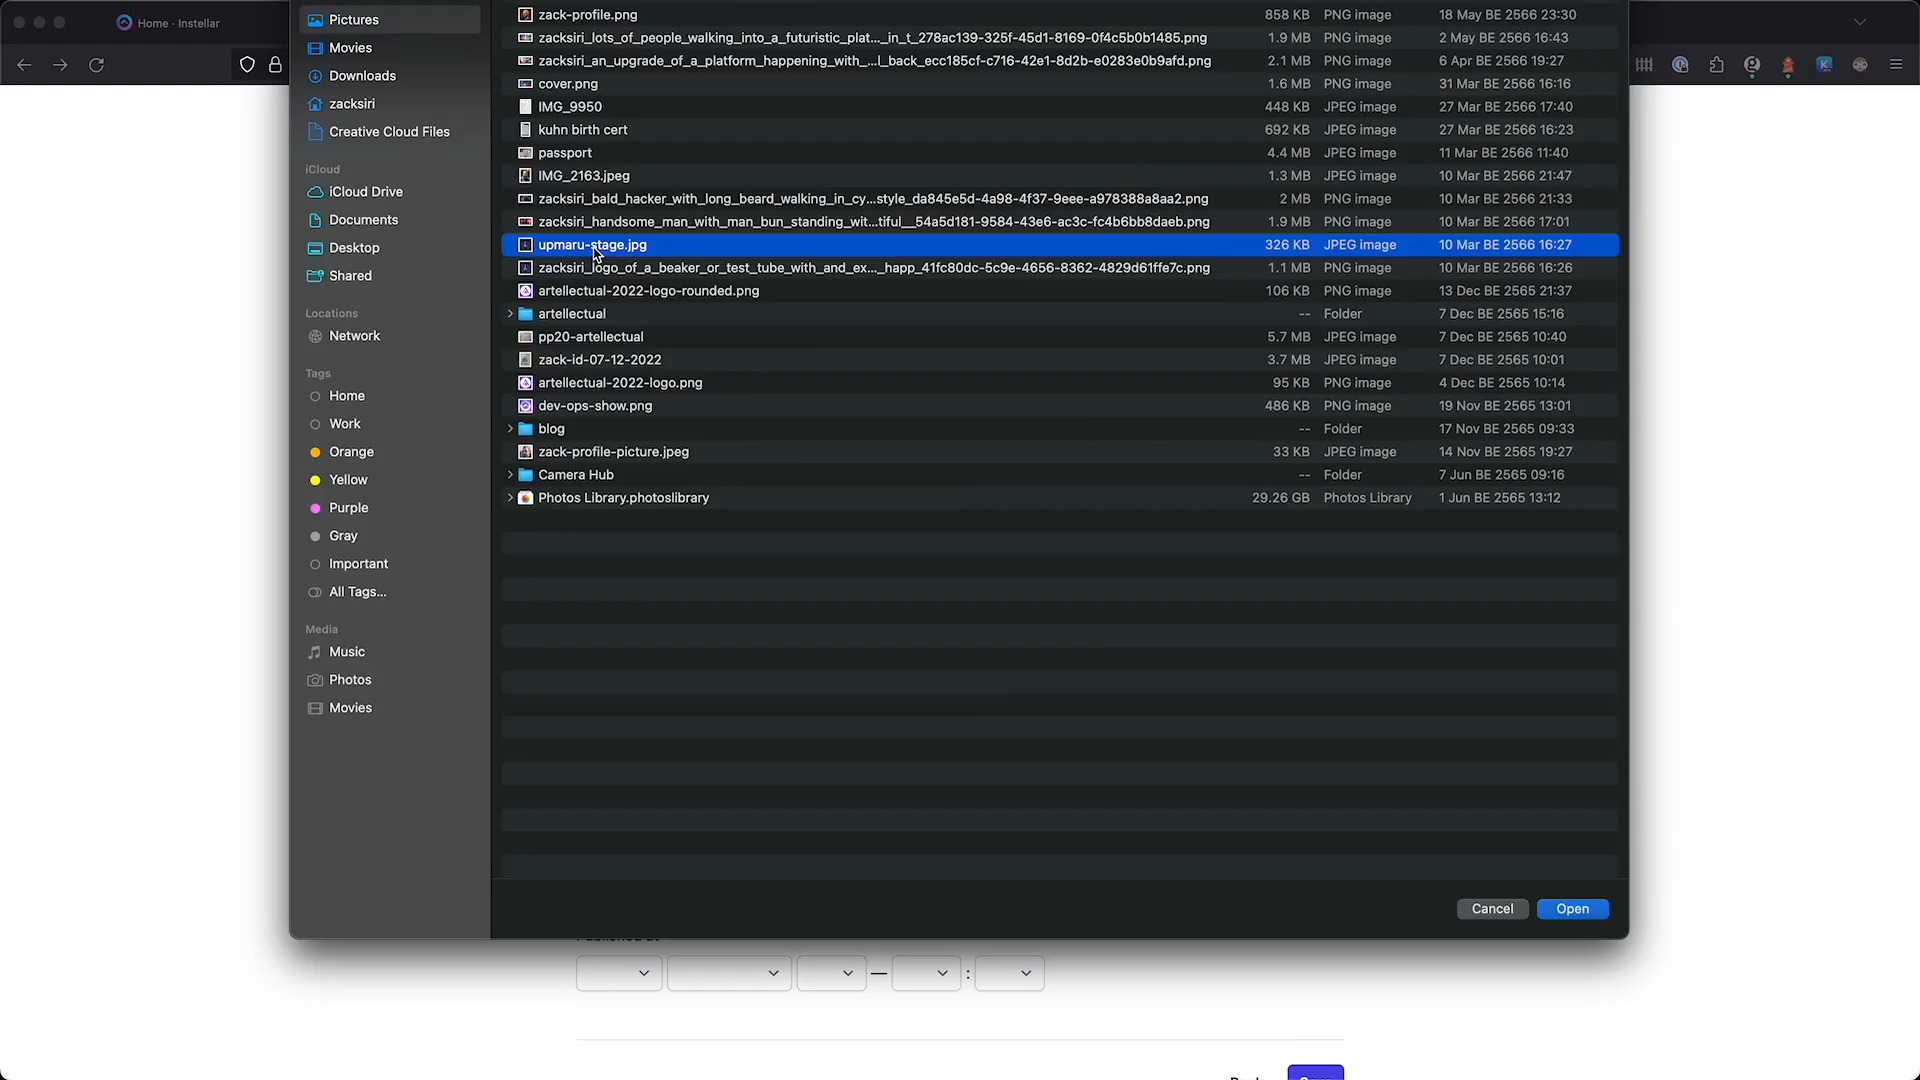 Home - Instellar
Pictures
Movies
Downloads
zacksiri
Creative Cloud Files
iCloud
iCloud Drive
Documents
Desktop
Shared
Locations
Network
Tags
Home
Work
Orange
Yellow
Purple
Gray
Important
All Tags...
Media
Music
Photos
Movies
zack-profile.png 858 KB PNG image 18 May BE 2566 23:30
zacksiri_lots_of_people_walking_into_a_futuristic_plat..._in_t_278ac139-325f-45d1-8169-0f4c5b0b1485.png 1.9 MB PNG image 2 May BE 2566 16:43
zacksiri_an_upgrade_of_a_platform_happening_with_...l_back_ecc185cf-c716-42e1-8d2b-e0283e0b9afd.png 2.1 MB PNG image 6 Apr BE 2566 19:27
cover.png 1.6 MB PNG image 31 Mar BE 2566 16:16
IMG_9950 448 KB JPEG image 27 Mar BE 2566 17:40
kuhn birth cert 692 KB JPEG image 27 Mar BE 2566 16:23
passport 4.4 MB JPEG image 11 Mar BE 2566 11:40
IMG_2163.jpeg 1.3 MB JPEG image 10 Mar BE 2566 21:47
zacksiri_bald_hacker_with_long_beard_walking_in_cy...style_da845e5d-4a98-4f37-9eee-a978388a8aa2.png 2 MB PNG image 10 Mar BE 2566 21:33
zacksiri_handsome_man_with_man_bun_standing_wit...tiful__54a5d181-9584-43e6-ac3c-fc4b6bb8daeb.png 1.9 MB PNG image 10 Mar BE 2566 17:01
upmaru-stage.jpg 326 KB JPEG image 10 Mar BE 2566 16:27
zacksiri_logo_of_a_beaker_or_test_tube_with_and_ex..._happ_41fc80dc-5c9e-4656-8362-4829d61ffe7c.png 1.1 MB PNG image 10 Mar BE 2566 16:26
artellectual-2022-logo-rounded.png 106 KB PNG image 13 Dec BE 2565 21:37
artellectual -- Folder 7 Dec BE 2565 15:16
pp20-artellectual 5.7 MB JPEG image 7 Dec BE 2565 10:40
zack-id-07-12-2022 3.7 MB JPEG image 7 Dec BE 2565 10:01
artellectual-2022-logo.png 95 KB PNG image 4 Dec BE 2565 10:14
dev-ops-show.png 486 KB PNG image 19 Nov BE 2565 13:01
blog -- Folder 17 Nov BE 2565 09:33
zack-profile-picture.jpeg 33 KB JPEG image 14 Nov BE 2565 19:27
Camera Hub -- Folder 7 Jun BE 2565 09:16
Photos Library.photoslibrary 29.26 GB Photos Library 1 Jun BE 2565 13:12
Cancel Open
— :